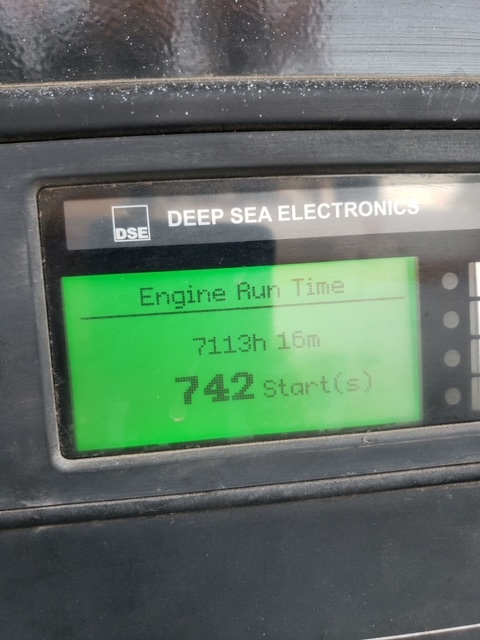 DSE
DEEP SEA ELECTRONICS
Engine Run Time
7113h 16m
742 Start(s)